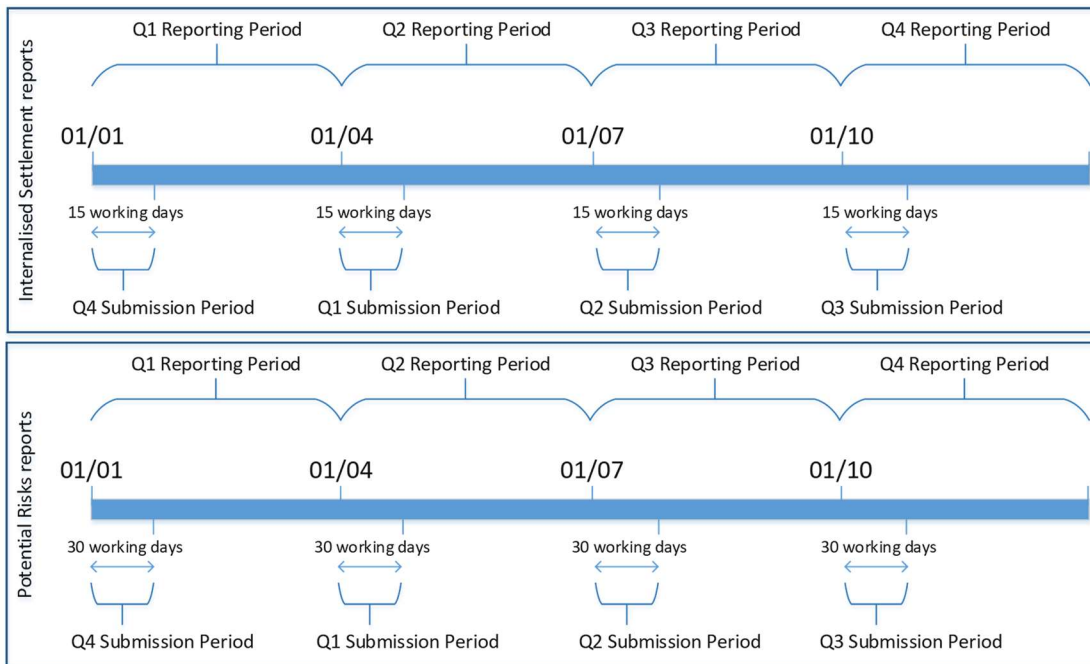 Internalised Settlement reports
Q1 Reporting Period
Q2 Reporting Period
Q3 Reporting Period
Q4 Reporting Period
01/01
01/04
01/07
01/10
15 working days
15 working days
15 working days
15 working days
Q4 Submission Period
Q1 Submission Period
Q2 Submission Period
Q3 Submission Period
Potential Risks reports
Q1 Reporting Period
Q2 Reporting Period
Q3 Reporting Period
Q4 Reporting Period
01/01
01/04
01/07
01/10
30 working days
30 working days
30 working days
30 working days
Q4 Submission Period
Q1 Submission Period
Q2 Submission Period
Q3 Submission Period